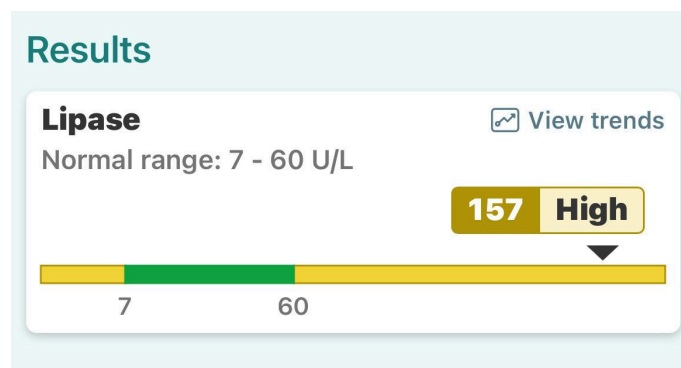 Results
Lipase
View trends
Normal range: 7 - 60 U/L
157 High
7 60